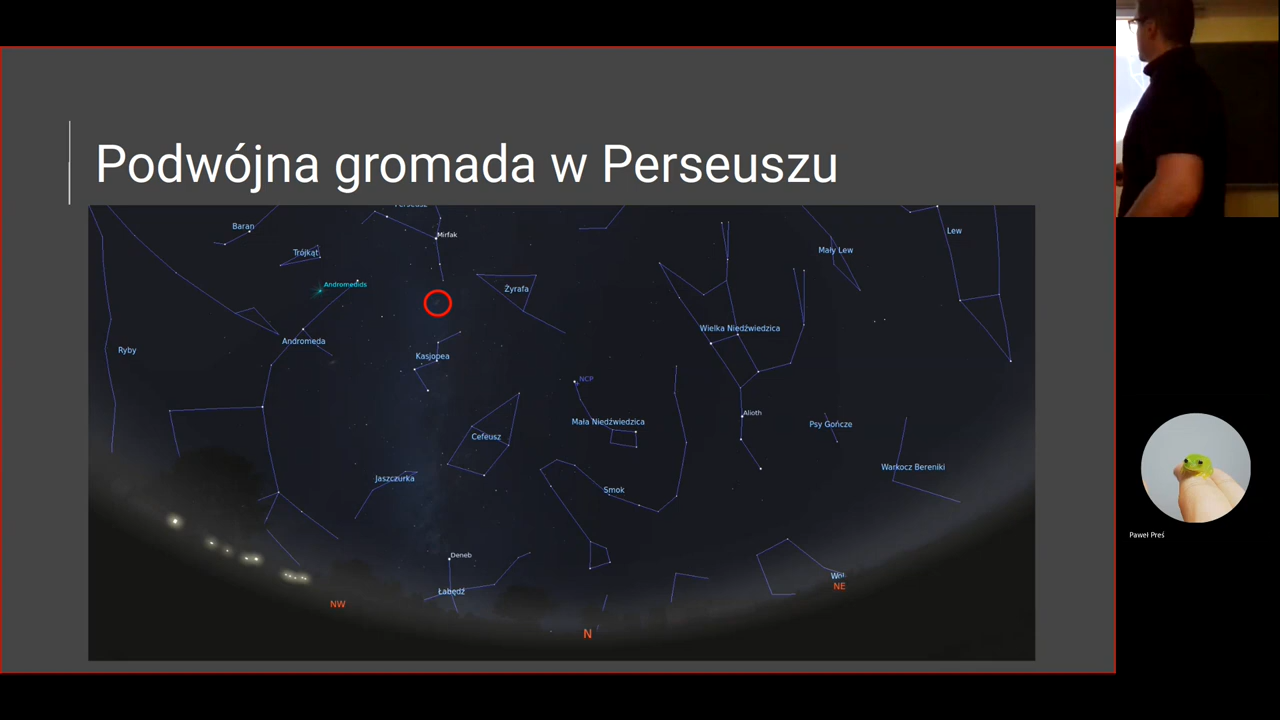 Podwójna gromada w Perseuszu
Perseusz
Baran
Mirfak
Lew
Trójkąt
Mały Lew
Andromedids
Żyrafa
Wielka Niedźwiedzica
Andromeda
Ryby
Kasjopea
NCP
Alioth
Mała Niedźwiedzica
Psy Gończe
Cefeusz
Warkocz Bereniki
Jaszczurka
Smok
Paweł Preś
Deneb
Łabędź
NE
NW
N